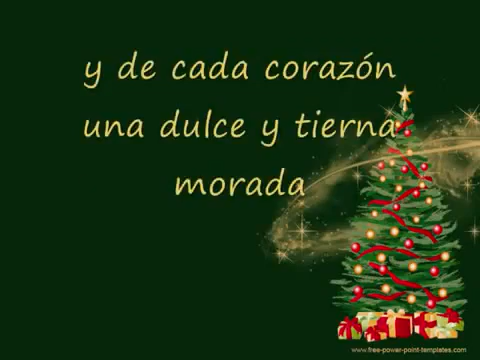 y de cada corazón
una dulce y tierna
morada
www.free-power-point-templates.com